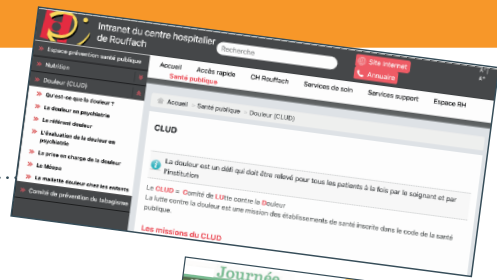 Intranet du centre hospitalier
de Rouffach
Recherche
Site internet
Annuaire
A-
A+
Espace prévention santé publique
Nutrition
Douleur (CLUD)
Qu'est-ce que la douleur ?
La douleur en psychiatrie
Le référent douleur
L'évaluation de la douleur en
psychiatrie
La prise en charge de la douleur
Le Méopa
La mallette douleur chez les enfants
Comité de prévention du tabagisme
Accueil
Accès rapide
CH Rouffach
Services de soin
Services support
Espace RH
Santé publique
Accueil - Santé publique - Douleur (CLUD)
CLUD
La douleur est un défi qui doit être relevé pour tous les patients à la fois par le soignant et par
l'institution
Le CLUD = Comité de LUtte contre la Douleur
La lutte contre la douleur est une mission des établissements de santé inscrite dans le code de la santé
publique.
Les missions du CLUD
Journée